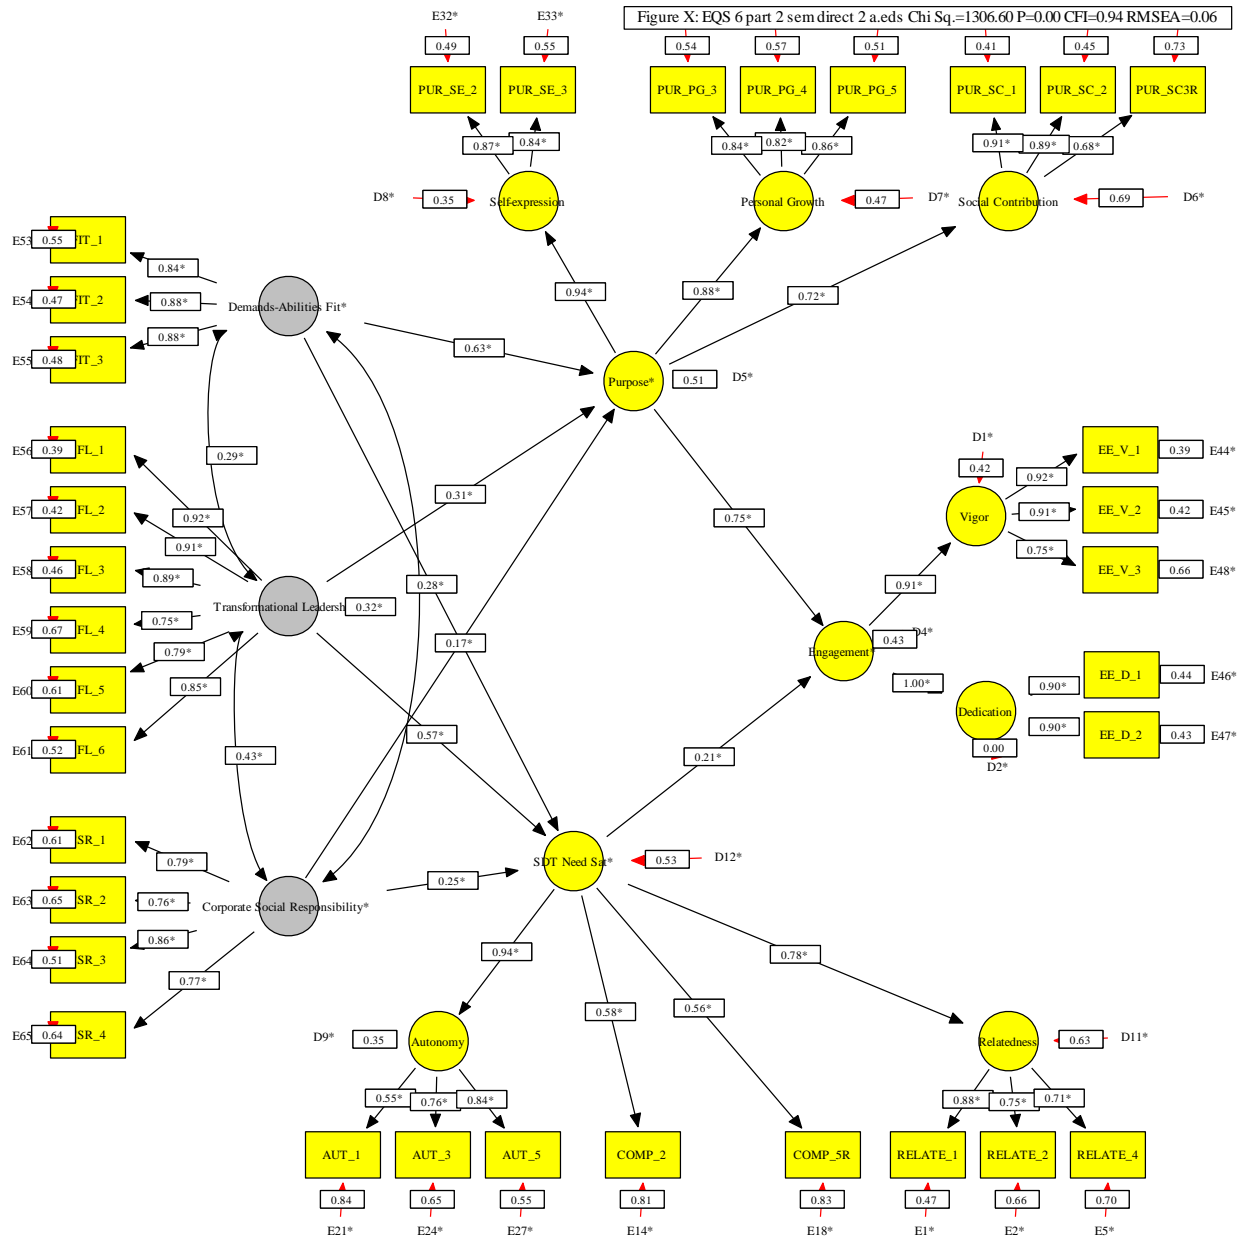 Figure X: EQS 6 part 2 sem direct 2 a.eds Chi Sq.=1306.60 P=0.00 CFI=0.94 RMSEA=0.06
E32* E33*
0.49 0.55 0.54 0.57 0.51 0.41 0.45 0.73
PUR_SE_2 PUR_SE_3 PUR_PG_3 PUR_PG_4 PUR_PG_5 PUR_SC_1 PUR_SC_2 PUR_SC3R
0.87* 0.84* 0.84* 0.82* 0.86* 0.91* 0.89* 0.68*
D8* 0.35 Self-expression Personal Growth 0.47 D7* Social Contribution 0.69 D6*
E53 0.55 FIT_1
0.84*
E54 0.47 FIT_2 0.88* Demands-Abilities Fit* 0.94* 0.88* 0.72*
0.88*
E55 0.48 FIT_3 0.63*
Purpose* 0.51 D5*
E56 0.39 FL_1
0.29*
E57 0.42 FL_2 0.92* 0.31* 0.75*
0.91*
E58 0.46 FL_3 0.89*
0.28*
Transformational Leadersh 0.32*
E59 0.67 FL_4 0.75*
0.79* 0.17*
E60 0.61 FL_5 0.85*
E61 0.52 FL_6 0.43* 0.57* 0.21*
D1*
0.42 0.92* EE_V_1 0.39 E44*
Vigor 0.91* EE_V_2 0.42 E45*
0.75* EE_V_3 0.66 E48*
0.91*
Engagement* 0.43 D4*
1.00* 0.90* EE_D_1 0.44 E46*
Dedication 0.90* EE_D_2 0.43 E47*
0.00
D2*
E62 0.61 SR_1
0.79* SDT Need Sat* 0.53 D12*
0.25*
E63 0.65 SR_2 0.76* Corporate Social Responsibility*
0.86*
E64 0.51 SR_3
0.77* 0.94* 0.78*
0.58* 0.56*
E65 0.64 SR_4
D9* 0.35 Autonomy Relatedness 0.63 D11*
0.55* 0.76* 0.84* 0.88* 0.75* 0.71*
AUT_1 AUT_3 AUT_5 COMP_2 COMP_5R RELATE_1 RELATE_2 RELATE_4
0.84 0.65 0.55 0.81 0.83 0.47 0.66 0.70
E21* E24* E27* E14* E18* E1* E2* E5*